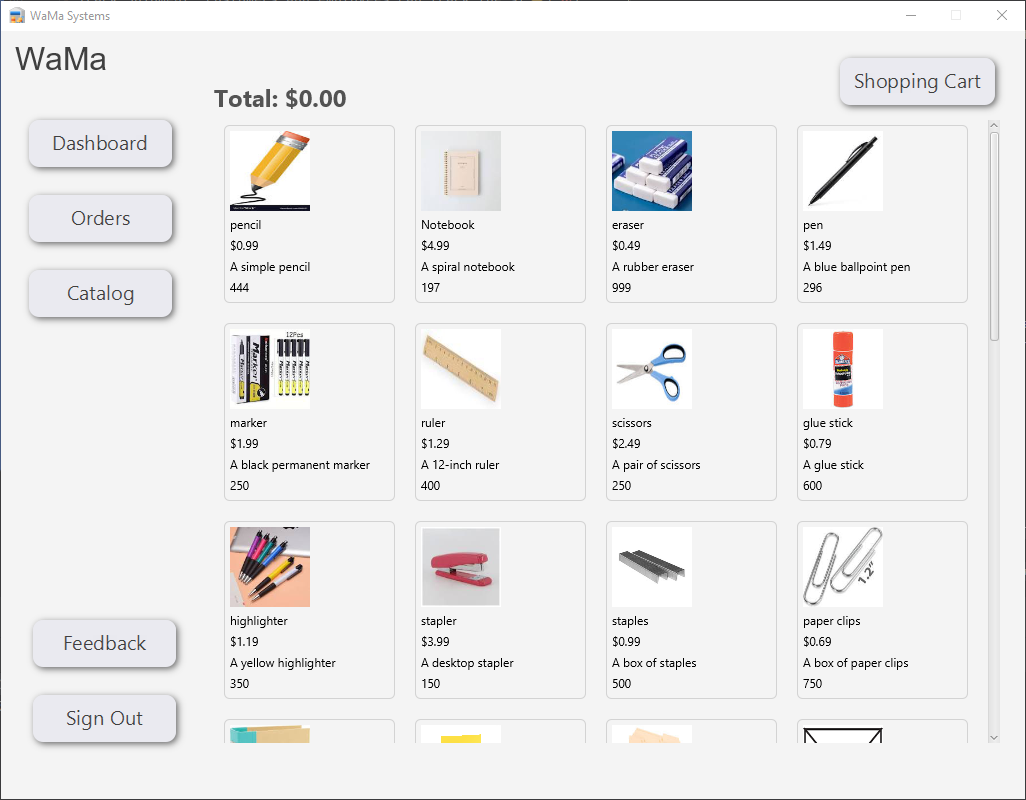 WaMa Systems
WaMa
Shopping Cart
Total: $0.00
Dashboard
Orders
Catalog
Feedback
Sign Out
pencil
$0.99
A simple pencil
444
Notebook
$4.99
A spiral notebook
197
eraser
$0.49
A rubber eraser
999
pen
$1.49
A blue ballpoint pen
296
12Pcs
Marker
marker
$1.99
A black permanent marker
250
ruler
$1.29
A 12-inch ruler
400
scissors
$2.49
A pair of scissors
250
glue stick
$0.79
A glue stick
600
highlighter
$1.19
A yellow highlighter
350
stapler
$3.99
A desktop stapler
150
staples
$0.99
A box of staples
500
1.2"
paper clips
$0.69
A box of paper clips
750